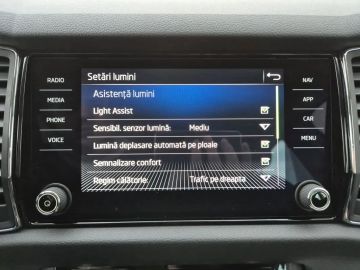 Setări lumini
RADIO
MEDIA
PHONE
VOICE
Asistență lumini
Light Assist
Sensibil. senzor lumină: Mediu
Lumină deplasare automată pe ploaie
Semnalizare confort
Regim călătorie: Trafic pe dreapta
NAV
APP
CAR
MENU